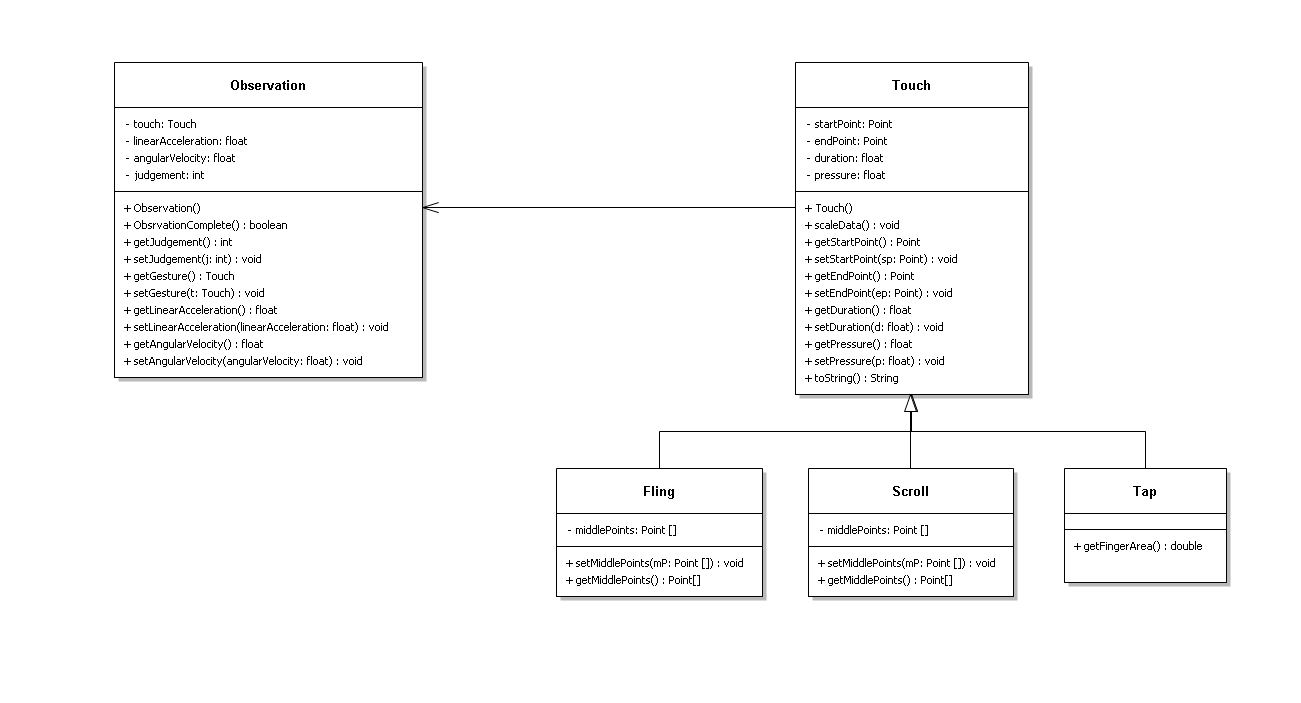 Observation
- touch: Touch
- linearAcceleration: float
- angularVelocity: float
- judgement: int
+ Observation()
+ ObsrvationComplete() : boolean
+ getJudgement() : int
+ setJudgement(j: int) : void
+ getGesture() : Touch
+ setGesture(t: Touch) : void
+ getLinearAcceleration() : float
+ setLinearAcceleration(linearAcceleration: float) : void
+ getAngularVelocity() : float
+ setAngularVelocity(angularVelocity: float) : void
Touch
- startPoint: Point
- endPoint: Point
- duration: float
- pressure: float
+ Touch()
+ scaleData() : void
+ getStartPoint() : Point
+ setStartPoint(sp: Point) : void
+ getEndPoint() : Point
+ setEndPoint(ep: Point) : void
+ getDuration() : float
+ setDuration(d: float) : void
+ getPressure() : float
+ setPressure(p: float) : void
+ toString() : String
Fling
- middlePoints: Point []
+ setMiddlePoints(mP: Point []) : void
+ getMiddlePoints() : Point[]
Scroll
- middlePoints: Point []
+ setMiddlePoints(mP: Point []) : void
+ getMiddlePoints() : Point[]
Tap
+ getFingerArea() : double